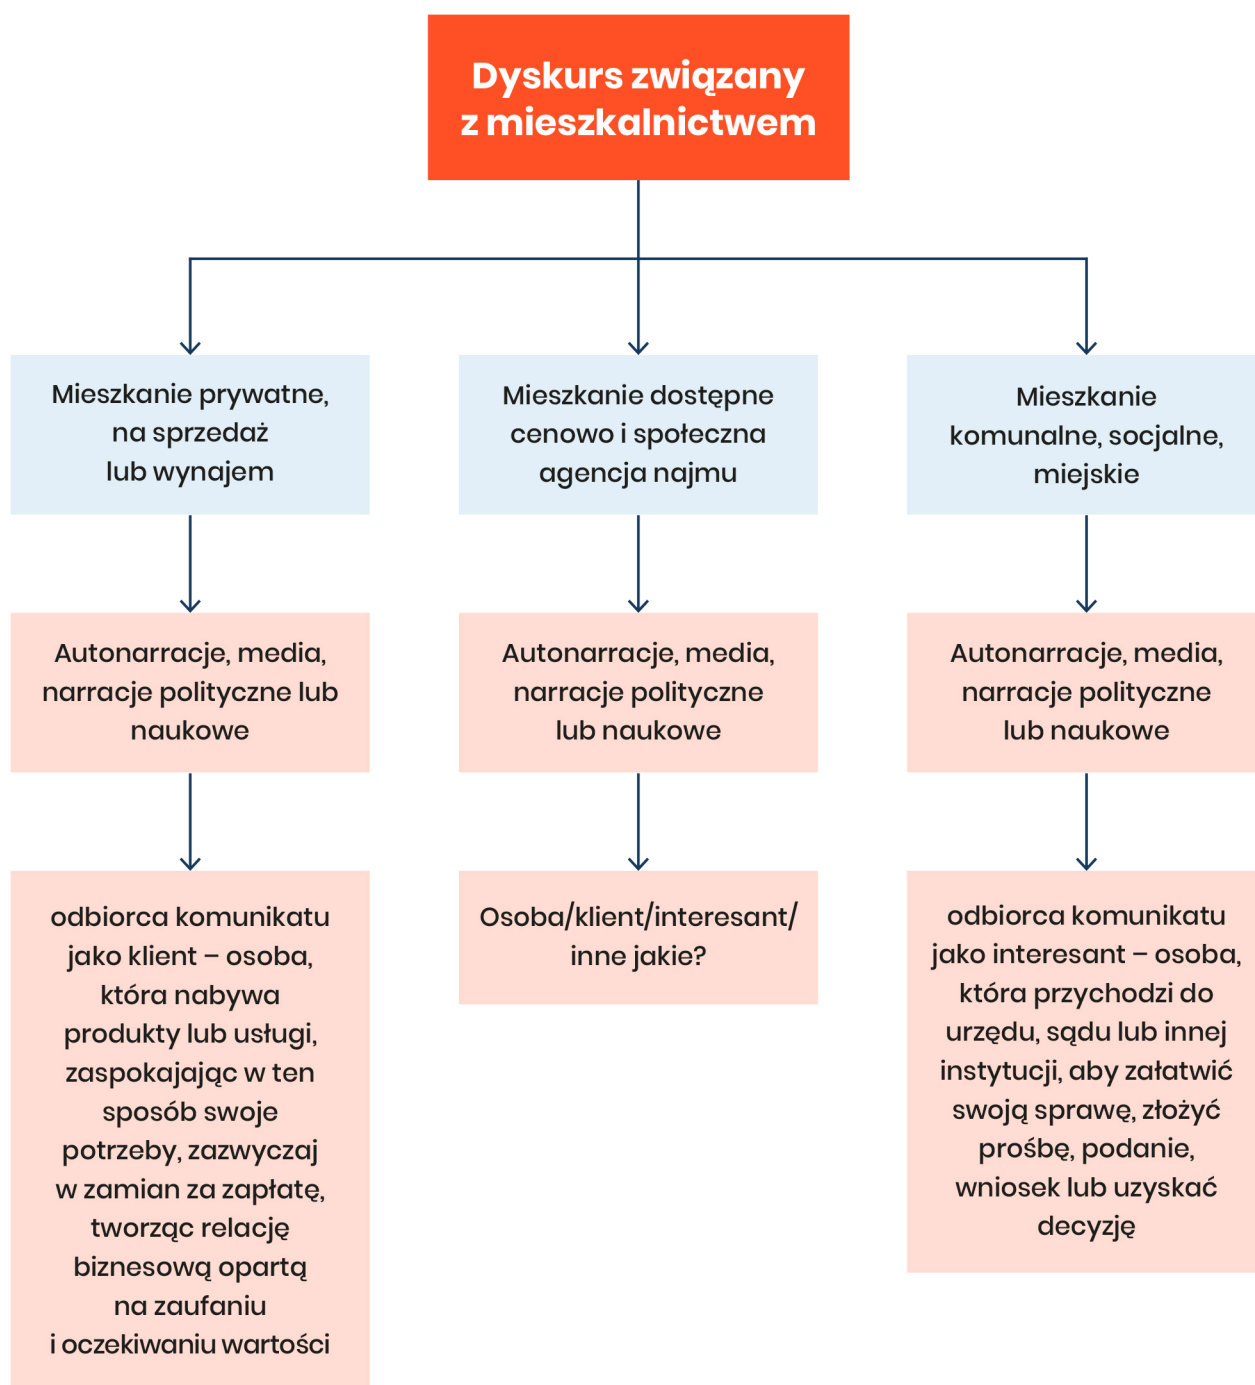 Dyskurs związany
z mieszkalnictwem
Mieszkanie prywatne,
na sprzedaż
lub wynajem
Mieszkanie dostępne
cenowo i społeczna
agencja najmu
Mieszkanie
komunalne, socjalne,
miejskie
Autonarracje, media,
narracje polityczne lub
naukowe
Autonarracje, media,
narracje polityczne
lub naukowe
Autonarracje, media,
narracje polityczne
lub naukowe
odbiorca komunikatu
jako klient – osoba,
która nabywa
produkty lub usługi,
zaspokajając w ten
sposób swoje
potrzeby, zazwyczaj
w zamian za zapłatę,
tworząc relację
biznesową opartą
na zaufaniu
i oczekiwaniu wartości
Osoba/klient/interesant/
inne jakie?
odbiorca komunikatu
jako interesant – osoba,
która przychodzi do
urzędu, sądu lub innej
instytucji, aby załatwić
swoją sprawę, złożyć
prośbę, podanie,
wniosek lub uzyskać
decyzję